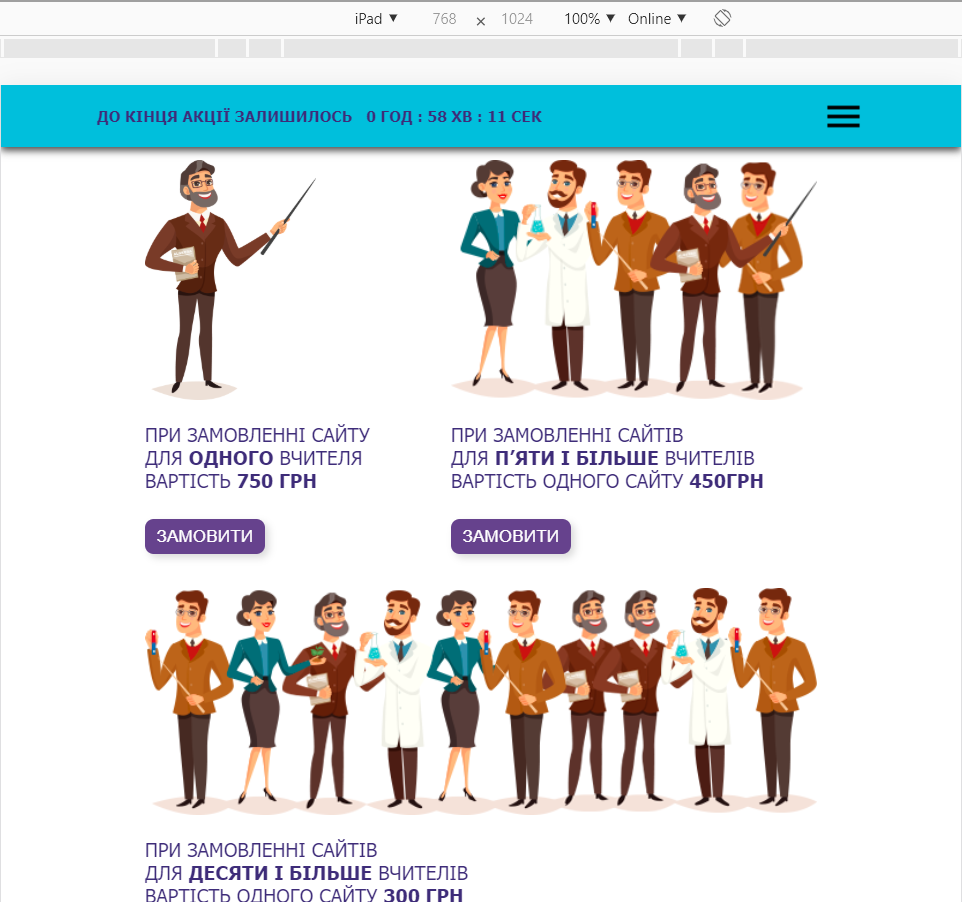 iPad ▼ 768 × 1024 100% ▼ Online ▼
ДО КІНЦЯ АКЦІЇ ЗАЛИШИЛОСЬ 0 ГОД : 58 ХВ : 11 СЕК
ПРИ ЗАМОВЛЕННІ САЙТУ
ДЛЯ ОДНОГО ВЧИТЕЛЯ
ВАРТІСТЬ 750 ГРН
ЗАМОВИТИ
ПРИ ЗАМОВЛЕННІ САЙТІВ
ДЛЯ П’ЯТИ І БІЛЬШЕ ВЧИТЕЛІВ
ВАРТІСТЬ ОДНОГО САЙТУ 450ГРН
ЗАМОВИТИ
ПРИ ЗАМОВЛЕННІ САЙТІВ
ДЛЯ ДЕСЯТИ І БІЛЬШЕ ВЧИТЕЛІВ
ВАРТІСТЬ ОДНОГО САЙТУ 300 ГРН